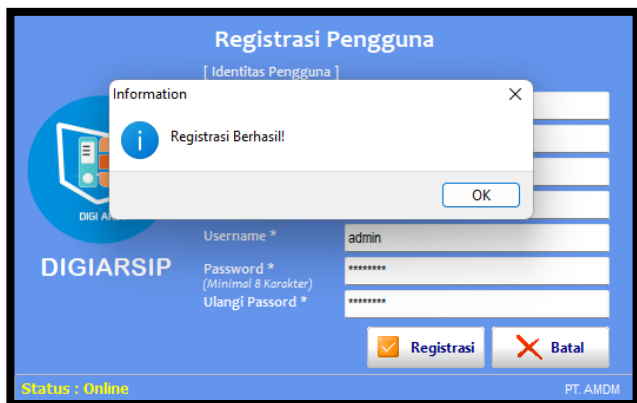 Registrasi Pengguna
[ Identitas Pengguna ]
Information
Registrasi Berhasil!
OK
DIGI
Username *
admin
DIGIARSIP
Password *
********
(Minimal 8 Karakter)
Ulangi Passord *
********
Registrasi
Batal
Status : Online
PT. AMDM